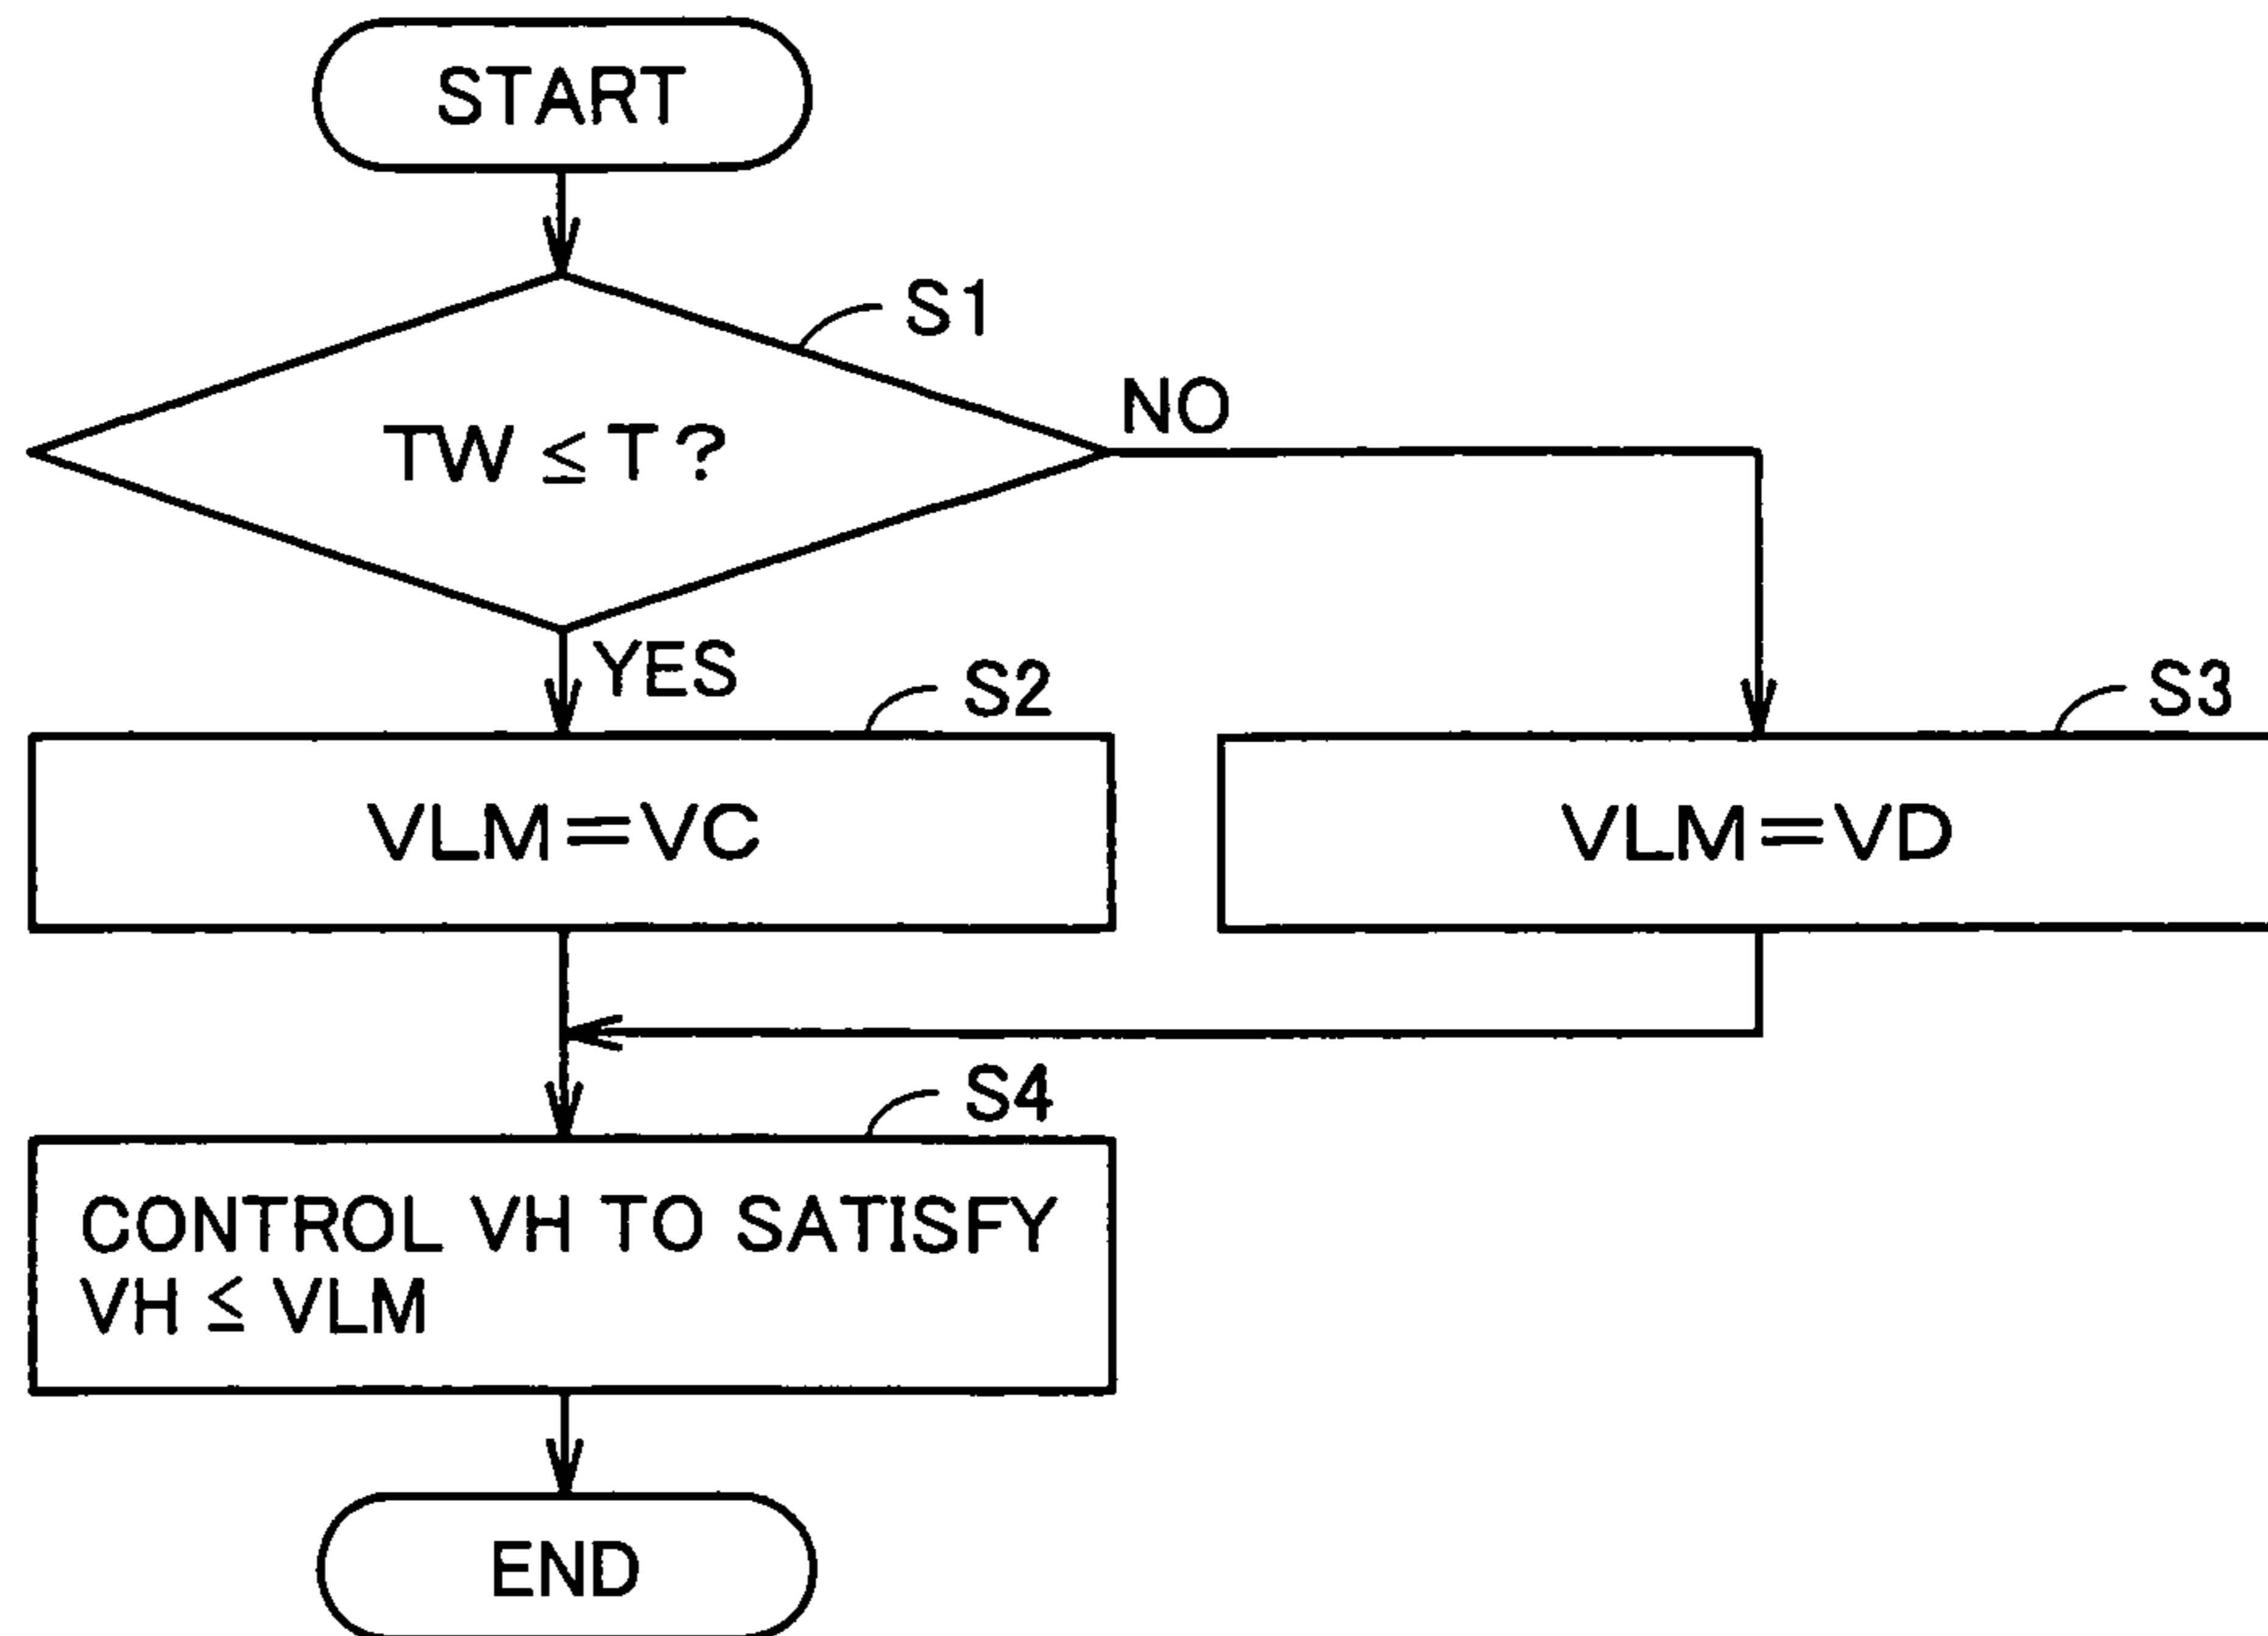 START
S1
TW ≤ T ?
NO
YES
S2
S3
VLM=VC
VLM=VD
S4
CONTROL VH TO SATISFY
VH ≤ VLM
END